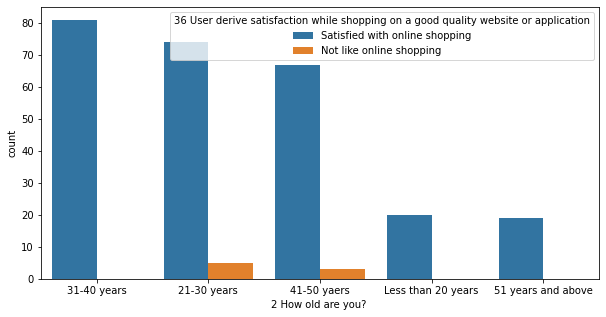 36 User derive satisfaction while shopping on a good quality website or application
Satisfied with online shopping
Not like online shopping
80
70
60
50
40
30
20
10
0
count
31-40 years 21-30 years 41-50 yaers Less than 20 years 51 years and above
2 How old are you?